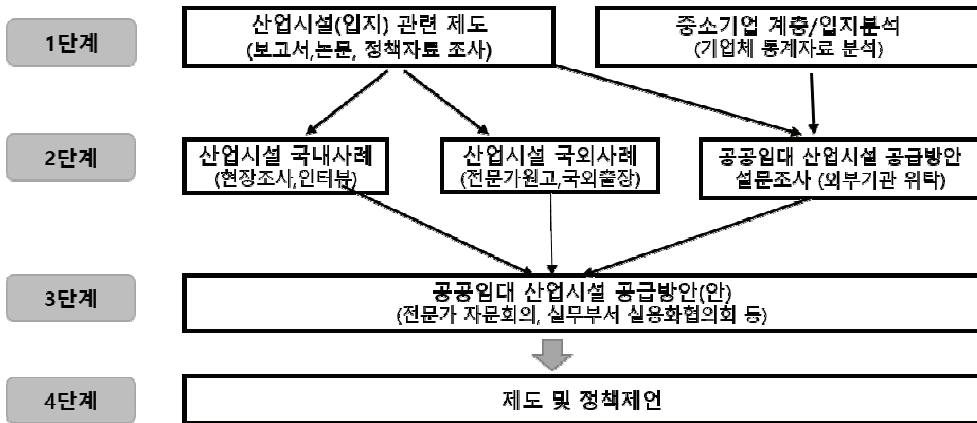 1단계
산업시설(입지) 관련 제도
(보고서,논문, 정책자료 조사)
중소기업 계층/입지분석
(기업체 통계자료 분석)
2단계
산업시설 국내사례
(현장조사,인터뷰)
산업시설 국외사례
(전문가원고,국외출장)
공공임대 산업시설 공급방안
설문조사 (외부기관 위탁)
3단계
공공임대 산업시설 공급방안(안)
(전문가 자문회의, 실무부서 실용화협의회 등)
4단계
제도 및 정책제언